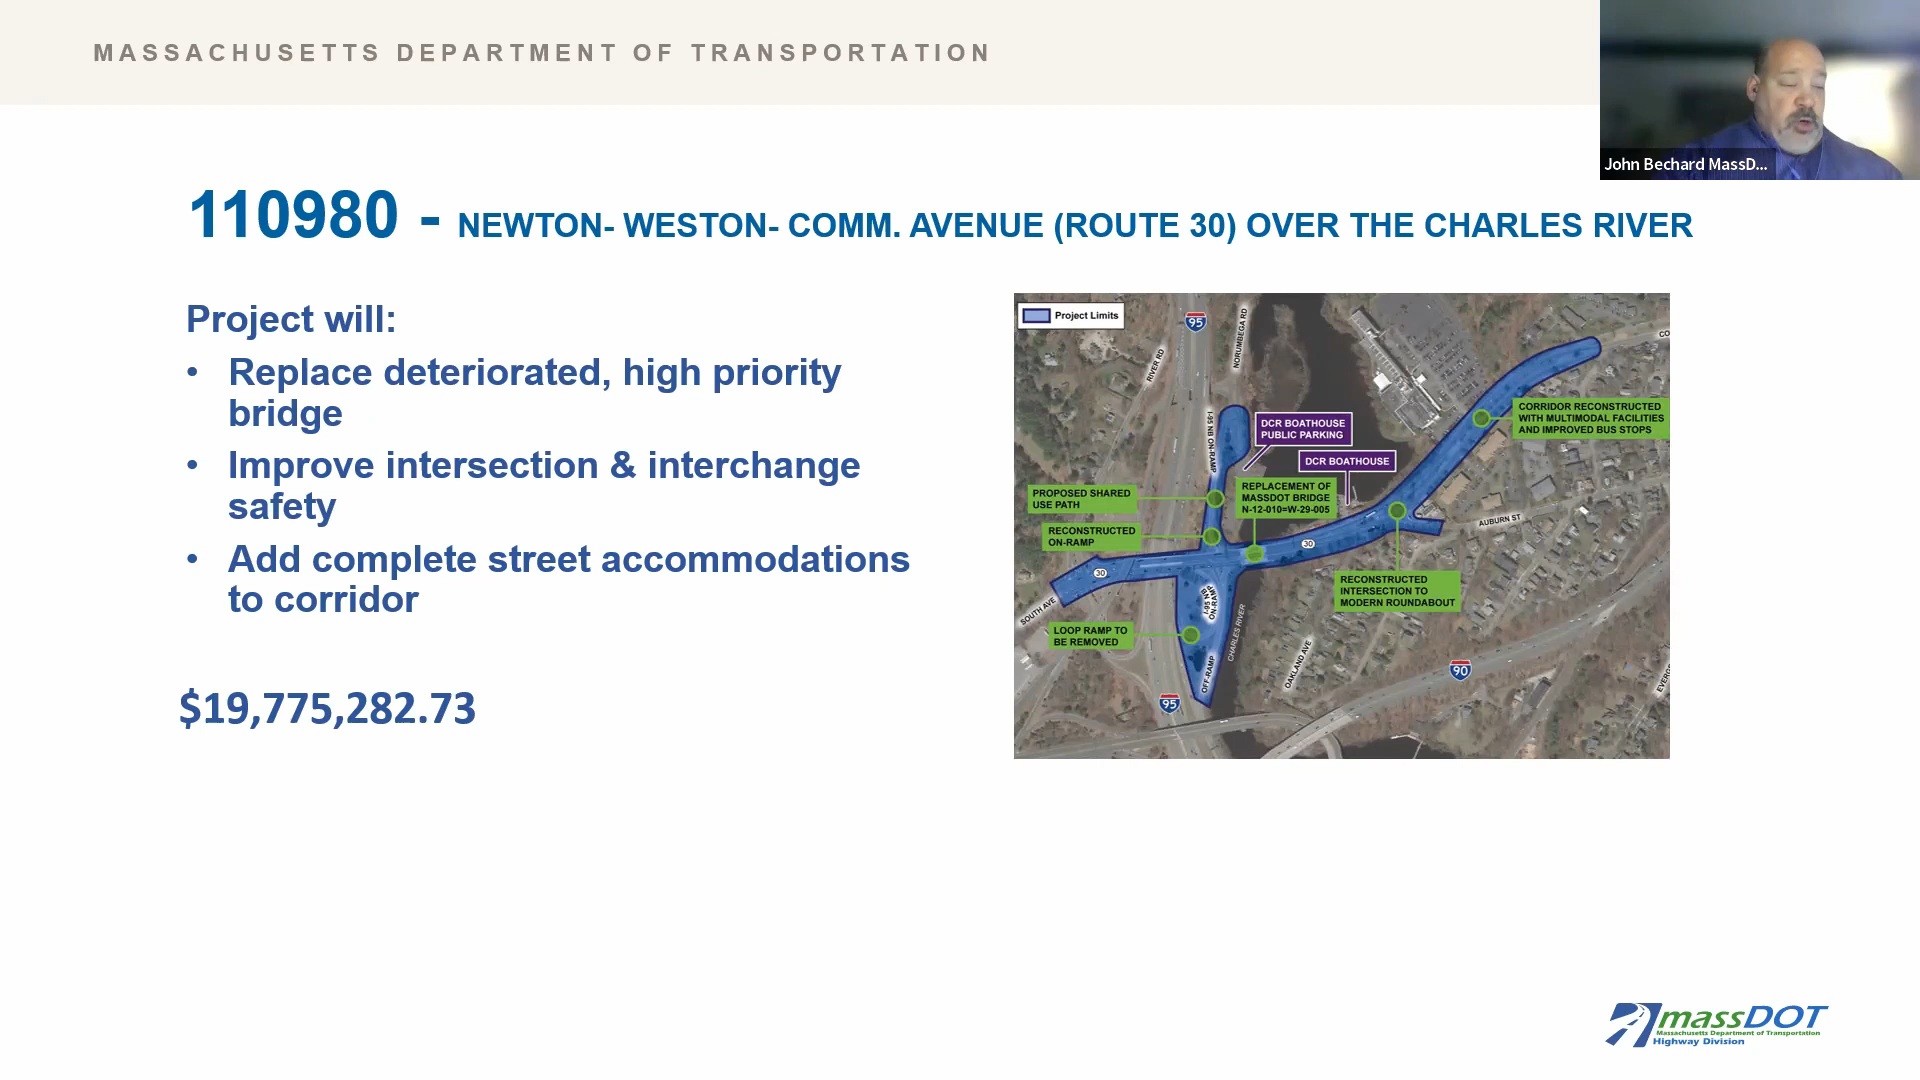 MASSACHUSETTS DEPARTMENT OF TRANSPORTATION
John Bechard MassD...
110980 - NEWTON- WESTON- COMM. AVENUE (ROUTE 30) OVER THE CHARLES RIVER
Project will:
• Replace deteriorated, high priority
bridge
• Improve intersection & interchange
safety
• Add complete street accommodations
to corridor
$19,775,282.73
Project Limits
95
NORUMBEGA RD
RIVER RD
CO
I-95 NB ON-RAMP
DCR BOATHOUSE
PUBLIC PARKING
DCR BOATHOUSE
CORRIDOR RECONSTRUCTED
WITH MULTIMODAL FACILITIES
AND IMPROVED BUS STOPS
PROPOSED SHARED
USE PATH
REPLACEMENT OF
MASSDOT BRIDGE
N-12-010=W-29-005
RECONSTRUCTED
ON-RAMP
AUBURN ST
30
30
SOUTH AVE
RECONSTRUCTED
INTERSECTION TO
MODERN ROUNDABOUT
ON-RAMP
LOOP RAMP TO
BE REMOVED
CHARLES RIVER
OAKLAND AVE
OFF-RAMP
90
95
massDOT
Massachusetts Department of Transportation
Highway Division